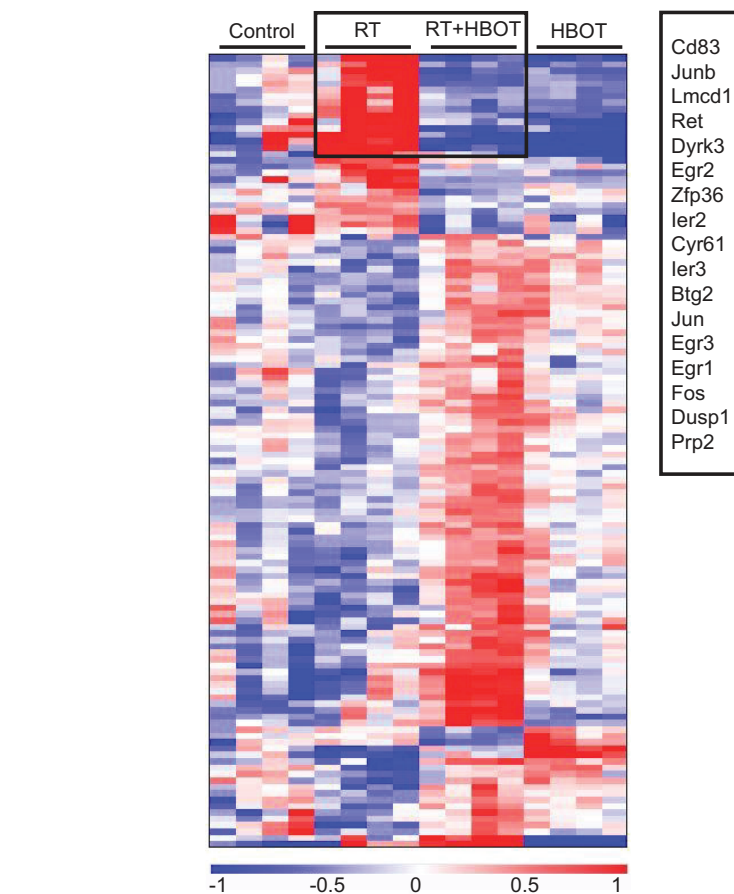 Control RT RT+HBOT HBOT
Cd83
Junb
Lmcd1
Ret
Dyrk3
Egr2
Zfp36
Ier2
Cyr61
Ier3
Btg2
Jun
Egr3
Egr1
Fos
Dusp1
Prp2
-1 -0.5 0 0.5 1